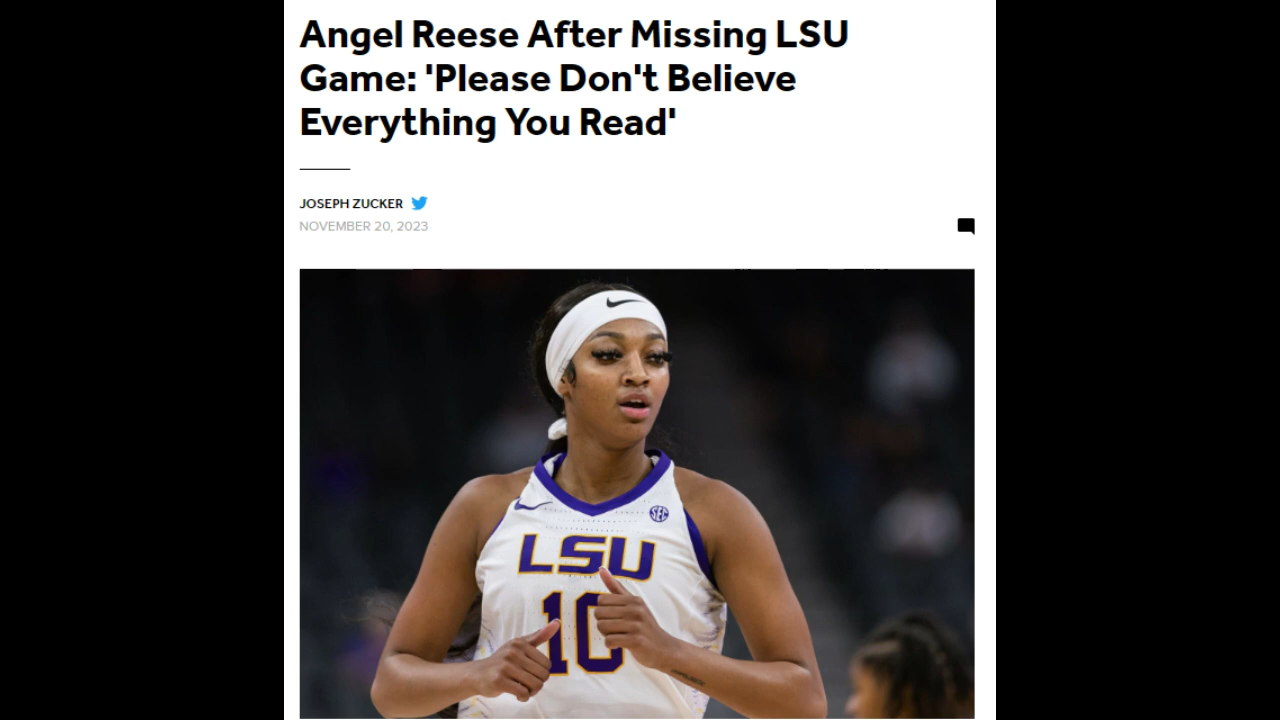 Angel Reese After Missing LSU
Game: 'Please Don't Believe
Everything You Read'
JOSEPH ZUCKER
NOVEMBER 20, 2023
SEC
LSU
10